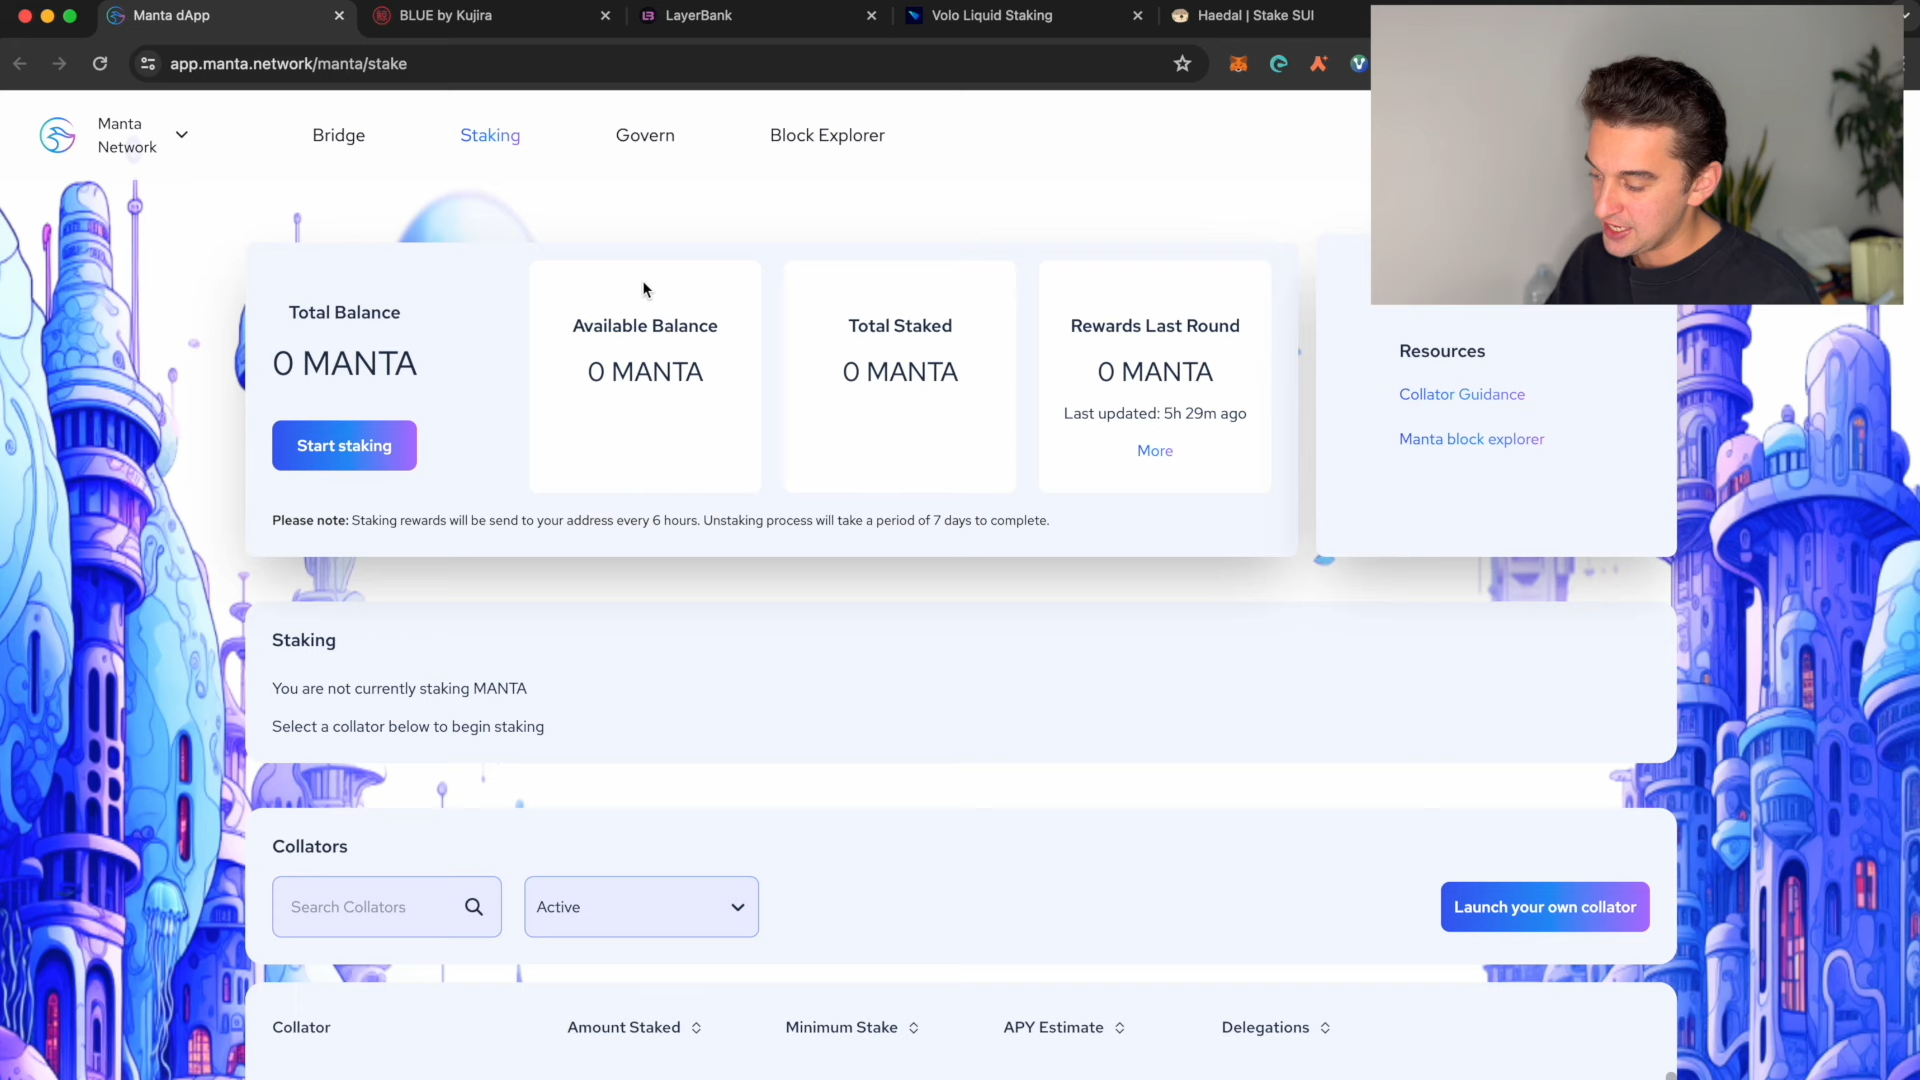 Manta dApp
BLUE by Kujira
LayerBank
Volo Liquid Staking
Haedal | Stake SUI
app.manta.network/manta/stake
Manta
Network
Bridge
Staking
Govern
Block Explorer
Total Balance
0 MANTA
Start staking
Available Balance
0 MANTA
Total Staked
0 MANTA
Rewards Last Round
0 MANTA
Last updated: 5h 29m ago
More
Please note: Staking rewards will be send to your address every 6 hours. Unstaking process will take a period of 7 days to complete.
Resources
Collator Guidance
Manta block explorer
Staking
You are not currently staking MANTA
Select a collator below to begin staking
Collators
Search Collators
Active
Launch your own collator
Collator
Amount Staked
Minimum Stake
APY Estimate
Delegations